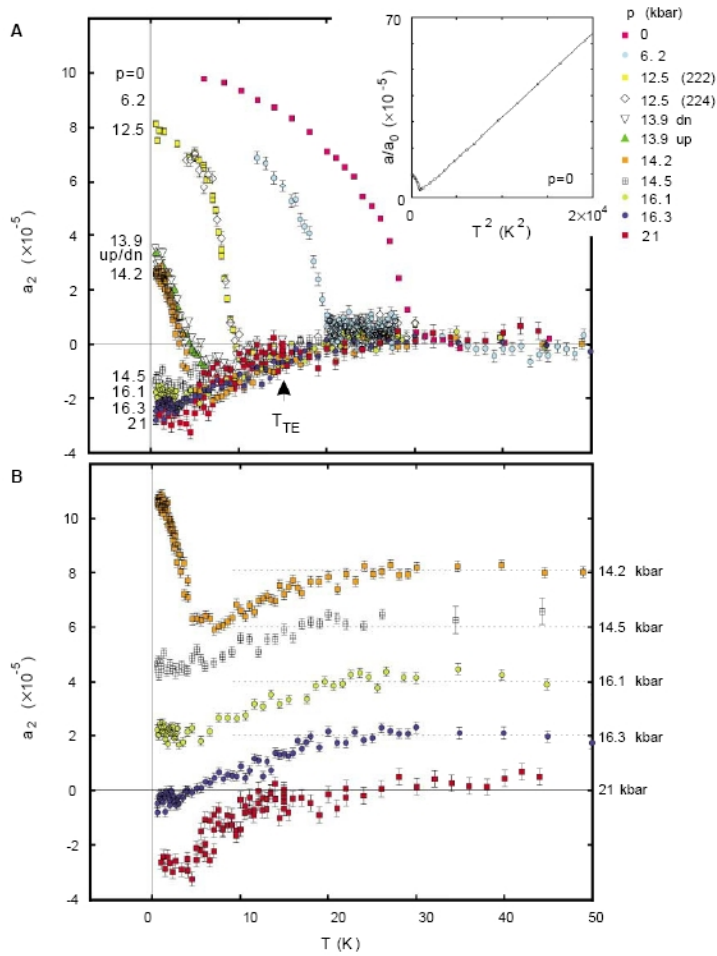 A
p=0
6.2
12.5
13.9
up/dn
14.2
14.5
16.1
16.3
21
10
8
6
4
2
0
-2
-4
a2 (×10-5)
TTE
70
0
a/a0 (×10-5)
p=0
0
2×10 4
T 2 (K 2)
p (kbar)
0
6. 2
12.5 (222)
12.5 (224)
13.9 dn
13.9 up
14.2
14.5
16.1
16.3
21
B
10
8
6
4
2
0
-2
-4
a2 (×10-5)
14.2 kbar
14.5 kbar
16.1 kbar
16.3 kbar
21 kbar
0
10
20
30
40
50
T (K)